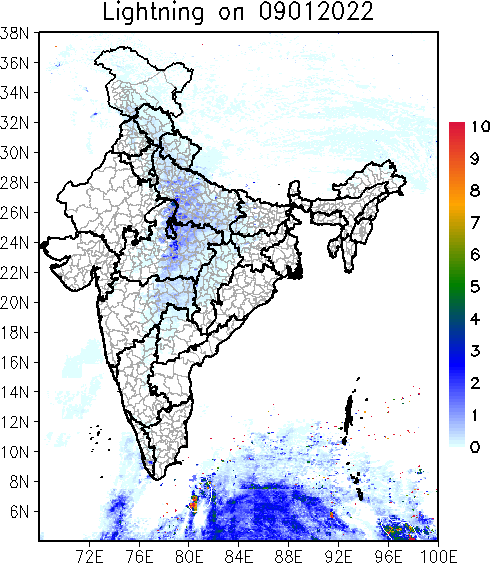 Lightning on 09012022
38N
36N
34N
32N
30N
28N
26N
24N
22N
20N
18N
16N
14N
12N
10N
8N
6N
72E 76E 80E 84E 88E 92E 96E 100E
10
9
8
7
6
5
4
3
2
1
0